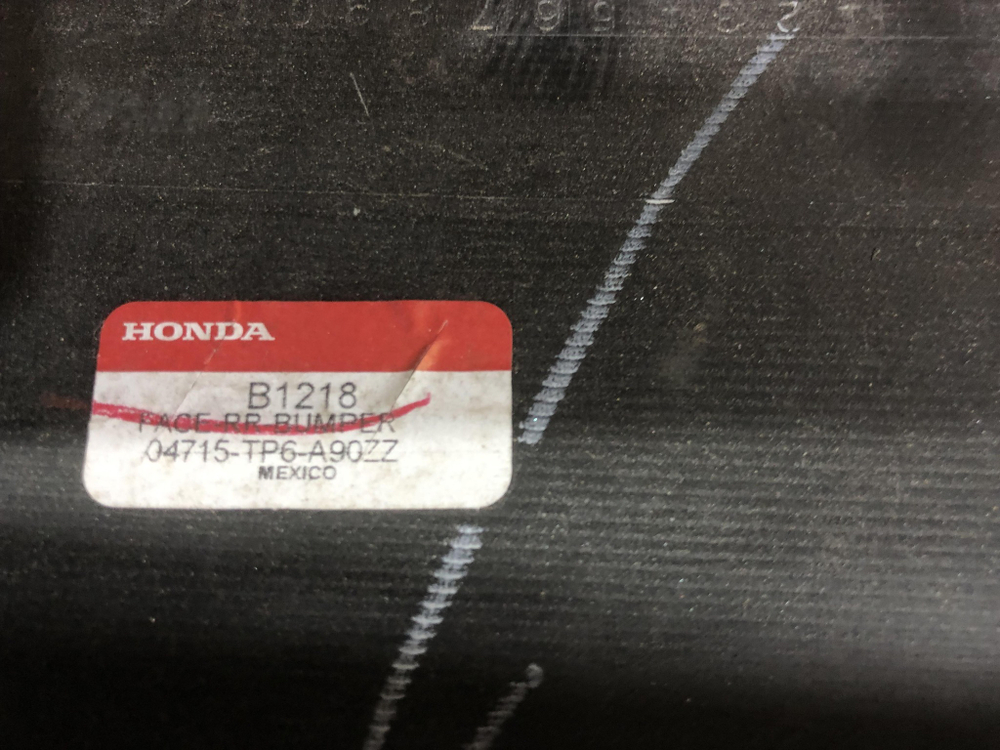 HONDA
B1218
FACE RR BUMPER
04715-TP6-A90ZZ
MEXICO